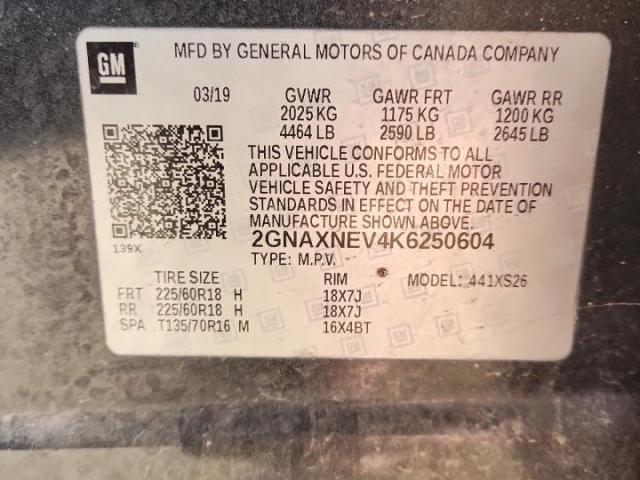 GM
MFD BY GENERAL MOTORS OF CANADA COMPANY
03/19 GVWR GAWR FRT GAWR RR
2025 KG 1175 KG 1200 KG
4464 LB 2590 LB 2645 LB
THIS VEHICLE CONFORMS TO ALL
APPLICABLE U.S. FEDERAL MOTOR
VEHICLE SAFETY AND THEFT PREVENTION
STANDARDS IN EFFECT ON THE DATE OF
MANUFACTURE SHOWN ABOVE.
139X
2GNAXNEV4K6250604
TYPE: M.P.V.
TIRE SIZE RIM MODEL: 441XS26
FRT 225/60R18 H 18X7J
RR 225/60R18 H 18X7J
SPA T135/70R16 M 16X4BT